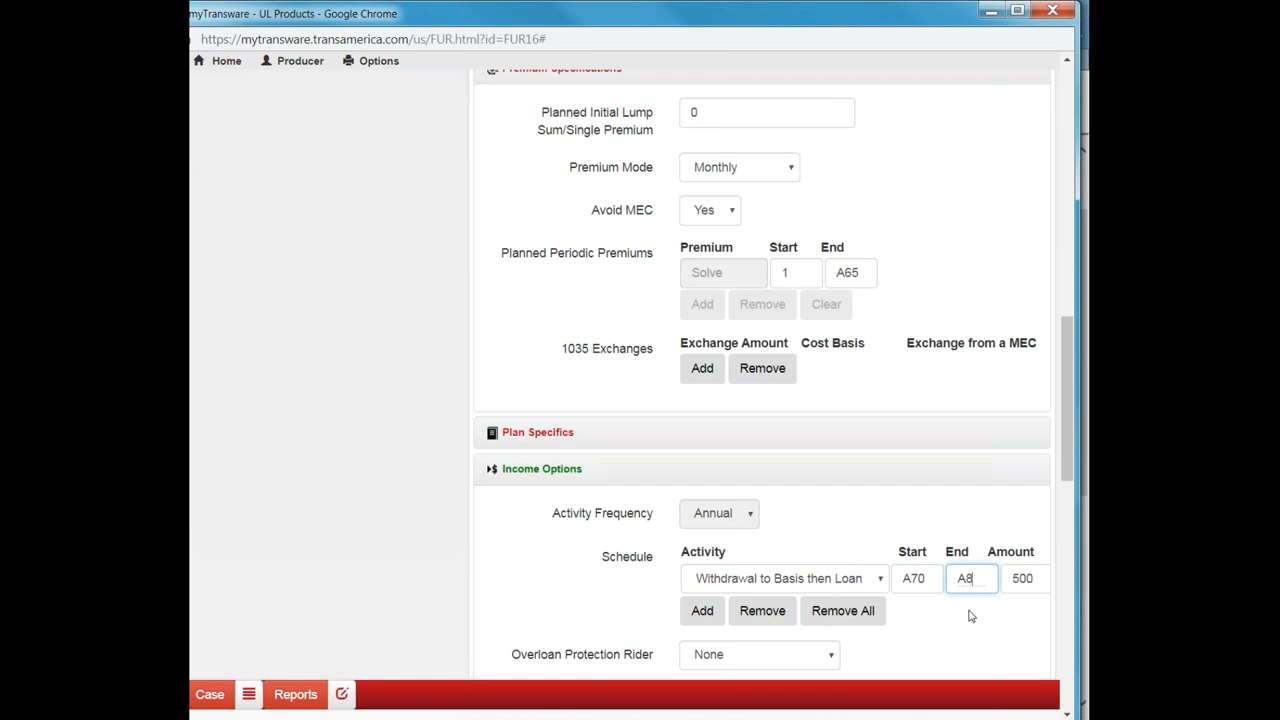 myTransware - UL Products - Google Chrome
https://mytransware.transamerica.com/us/FUR.html?id=FUR16#
Home Producer Options
Premium Specifications
Planned Initial Lump Sum/Single Premium 0
Premium Mode Monthly
Avoid MEC Yes
Premium Start End
Planned Periodic Premiums Solve 1 A65
Add Remove Clear
Exchange Amount Cost Basis Exchange from a MEC
1035 Exchanges
Add Remove
Plan Specifics
Income Options
Activity Frequency Annual
Schedule Activity Start End Amount
Withdrawal to Basis then Loan A70 A8 500
Add Remove Remove All
Overloan Protection Rider None
Case Reports